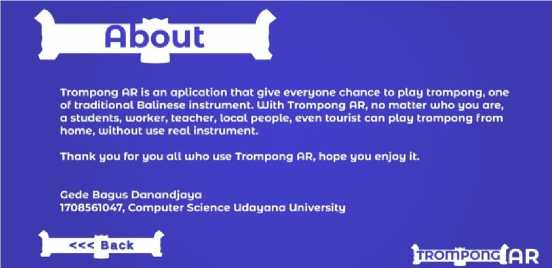 About
Trompong AR is an aplication that give everyone chance to play trompong, one
of traditional Balinese instrument. With Trompong AR, no matter who you are,
a students, worker, teacher, local people, even tourist can play trompong from
home, without use real instrument.
Thank you for you all who use Trompong AR, hope you enjoy it.
Gede Bagus Danandjaya
1708561047, Computer Science Udayana University
<<< Back
TROMPONG AR